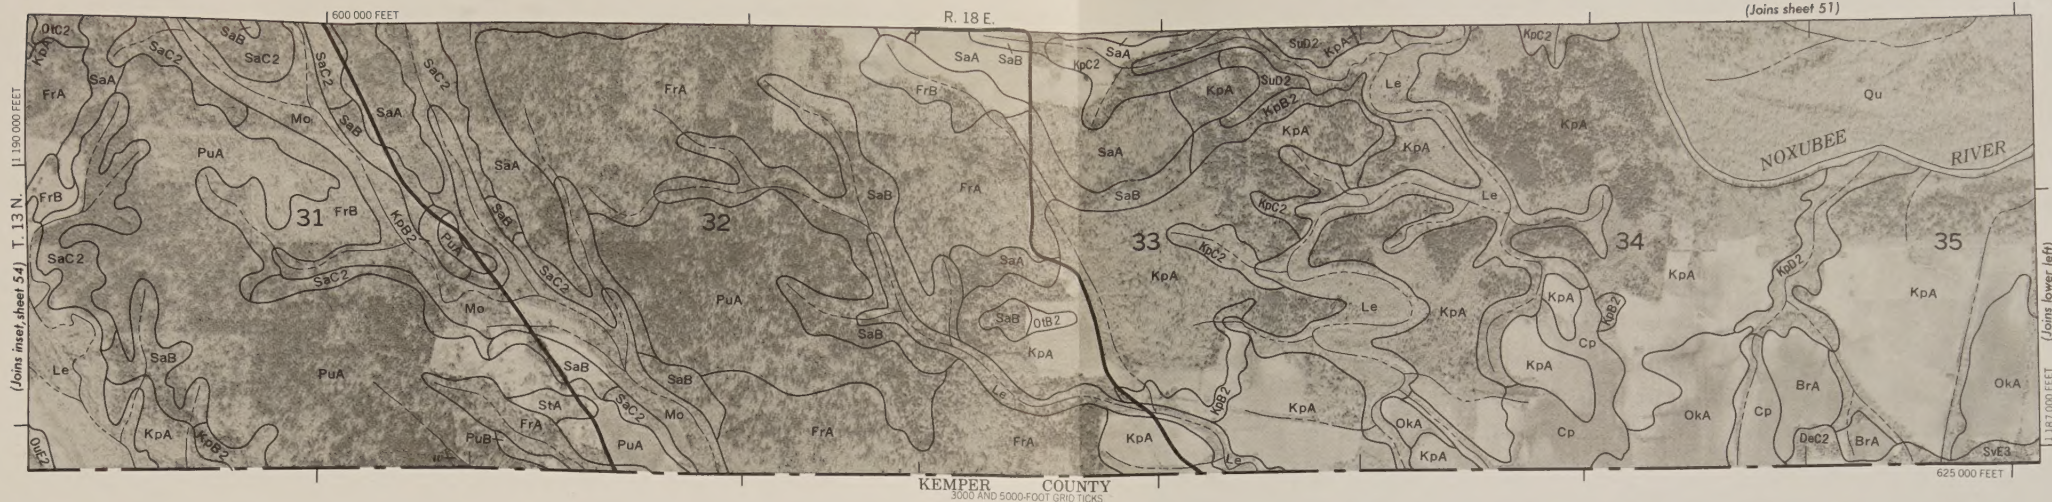 600 000 FEET
R. 18 E.
(Joins sheet 51)
OtC2
SaB
SaC2
SaC2
SaC2
SaC2
KpA
SaA
SaB
SaA
KpC2
SuD2
KpA
KpC2
SaA
FrA
Mo
SaB
SaA
FrA
FrB
KpA
SuD2
KpB2
Le
Qu
1 190 000 FEET
PuA
SaA
SaA
KpA
KpA
KpA
NOXUBEE RIVER
T. 13 N.
FrB
31
FrB
KpB2
SaB
32
SaB
FrA
SaB
KpC2
Le
PuA
33
34
35
SaC2
SaC2
SaC2
SaA
KpC2
KpA
KpA
KpD2
KpA
(Joins inset, sheet 54)
Mo
PuA
SaB
SaB
OtB2
Le
KpA
KpA
KpB2
(Joins lower left)
Le
SaB
PuA
SaB
SaB
KpA
Cp
KpA
StA
SaC2
Mo
Le
KpB2
KpA
OkA
Cp
BrA
OkA
KpA
KpB2
PuB
FrA
PuA
FrA
FrA
KpA
OkA
KpA
Cp
DeC2
BrA
SvE3
OuE2
Le
1 187 000 FEET
KEMPER COUNTY
625 000 FEET
3000 AND 5000-FOOT GRID TICKS